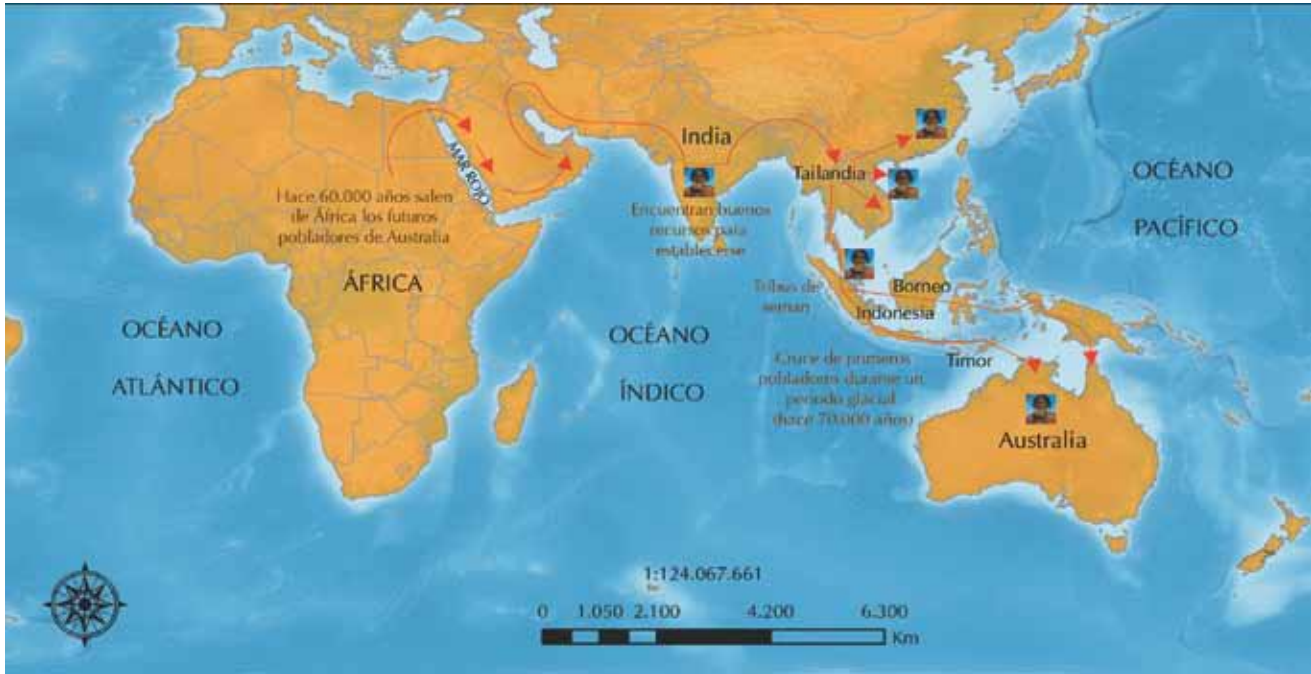 India
MAR ROJO
Tailandia
OCÉANO
PACÍFICO
Hace 60.000 años salen
de África los futuros
pobladores de Australia
Encuentran buenos
recursos para
establecerse
ÁFRICA
Tribus de
seman
Borneo
Indonesia
OCÉANO
ATLÁNTICO
OCÉANO
ÍNDICO
Timor
Cruce de primeros
pobladores durante un
periodo glacial
(hace 70.000 años)
Australia
1:124.067.661
0 1.050 2.100 4.200 6.300
Km